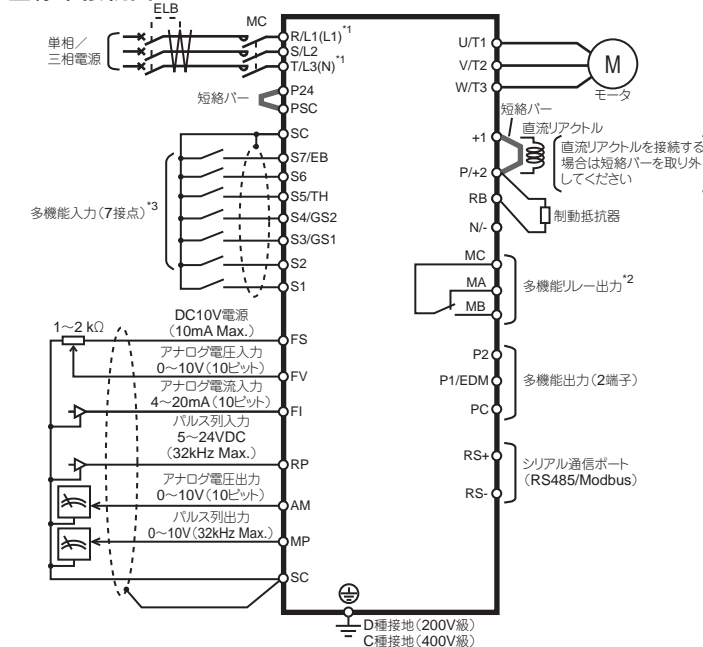 ELB
MC
単相／
三相電源
R/L1(L1)*1
S/L2
T/L3(N)*1
P24
短絡バー
PSC
SC
S7/EB
S6
S5/TH
多機能入力(7接点)*3
S4/GS2
S3/GS1
S2
S1
DC10V電源
(10mA Max.)
1～2 kΩ
FS
アナログ電圧入力
0～10V(10ビット)
FV
アナログ電流入力
4～20mA(10ビット)
FI
パルス列入力
5～24VDC
(32kHz Max.)
RP
アナログ電圧出力
0～10V(10ビット)
AM
パルス列出力
0～10V(32kHz Max.)
MP
SC
U/T1
V/T2
W/T3
M
モータ
短絡バー
直流リアクトル
+1
直流リアクトルを接続する
場合は短絡バーを取り外
してください
P/+2
RB
制動抵抗器
N/-
MC
MA
多機能リレー出力*2
MB
P2
P1/EDM
多機能出力(2端子)
PC
RS+
シリアル通信ポート
(RS485/Modbus)
RS-
D種接地(200V級)
C種接地(400V級)